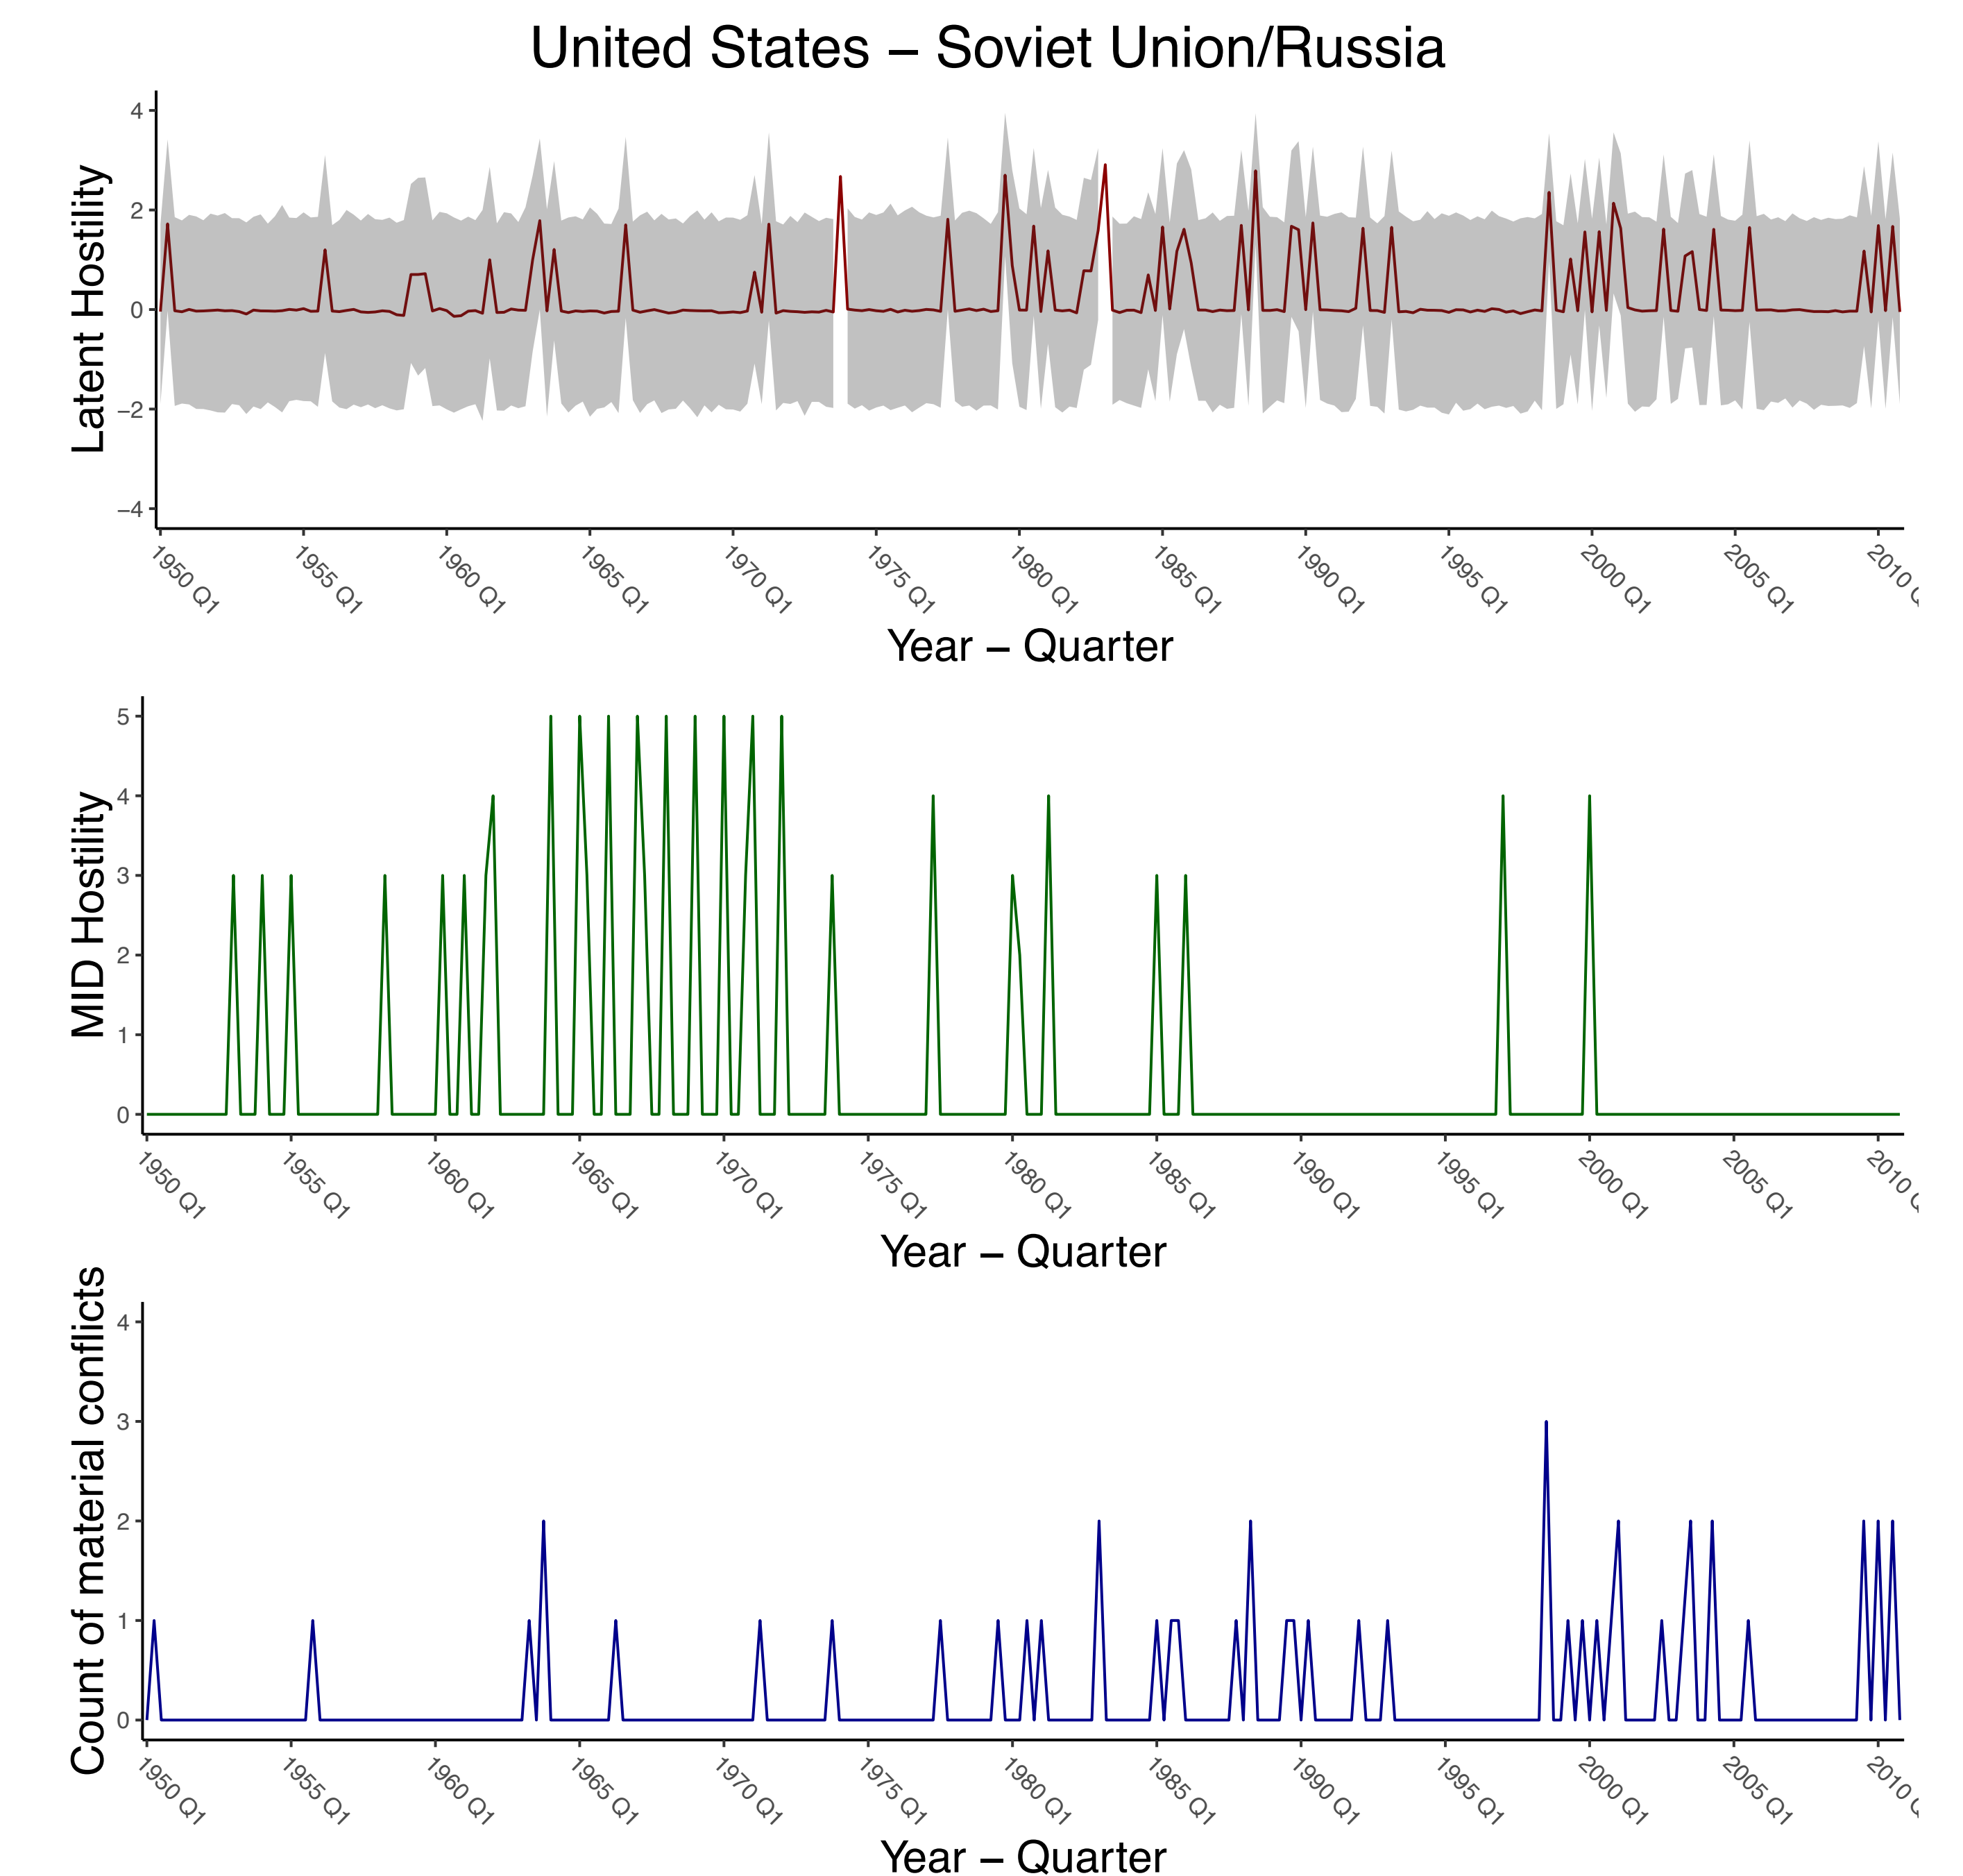 United States – Soviet Union/Russia
Latent Hostility
4
2
0
−2
−4
1950 Q1
1955 Q1
1960 Q1
1965 Q1
1970 Q1
1975 Q1
1980 Q1
1985 Q1
1990 Q1
1995 Q1
2000 Q1
2005 Q1
2010
Year – Quarter
MID Hostility
5
4
3
2
1
0
1950 Q1
1955 Q1
1960 Q1
1965 Q1
1970 Q1
1975 Q1
1980 Q1
1985 Q1
1990 Q1
1995 Q1
2000 Q1
2005 Q1
2010
Year – Quarter
Count of material conflicts
4
3
2
1
0
1950 Q1
1955 Q1
1960 Q1
1965 Q1
1970 Q1
1975 Q1
1980 Q1
1985 Q1
1990 Q1
1995 Q1
2000 Q1
2005 Q1
2010
Year – Quarter